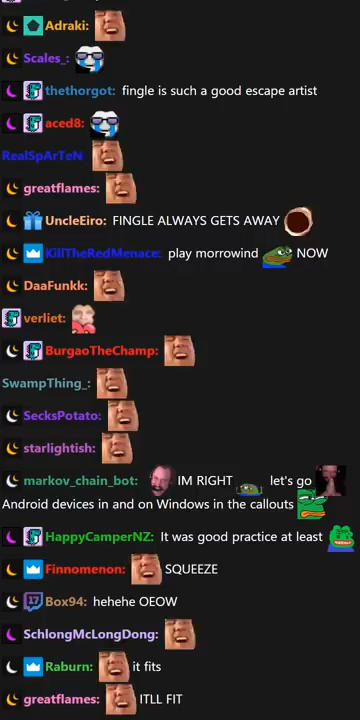 Adraki:
Scales_:
thethorgot: fingle is such a good escape artist
aced8:
RealSpArTeN
greatflames:
UncleEiro: FINGLE ALWAYS GETS AWAY
KillTheRedMenace: play morrowind NOW
DaaFunkk:
verliet:
BurgaoTheChamp:
SwampThing_:
SecksPotato:
starlightish:
markov_chain_bot: IM RIGHT let's go
Android devices in and on Windows in the callouts
HappyCamperNZ: It was good practice at least
Finnomenon: SQUEEZE
17 Box94: hehehe OEOW
SchlongMcLongDong:
Raburn: it fits
greatflames: ITLL FIT